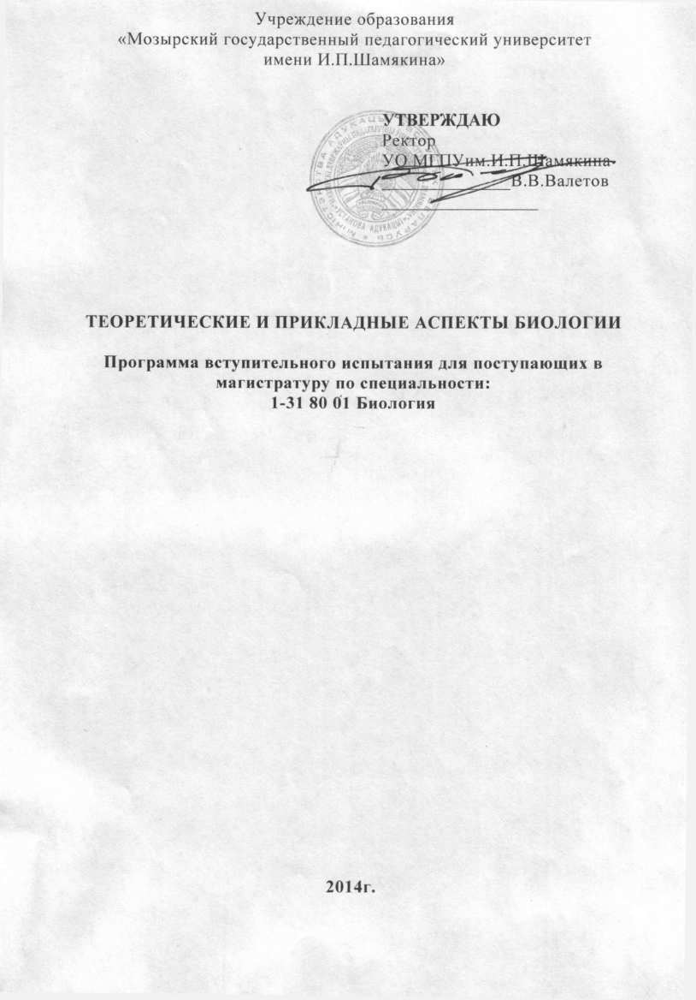 Учреждение образования
«Мозырский государственный педагогический университет
имени И.П.Шамякина»
УТВЕРЖДАЮ
Ректор
УО МГПУим.И.П.Шамякина
В.В.Валетов
ТЕОРЕТИЧЕСКИЕ И ПРИКЛАДНЫЕ АСПЕКТЫ БИОЛОГИИ
Программа вступительного испытания для поступающих в
магистратуру по специальности:
1-31 80 01 Биология
2014г.